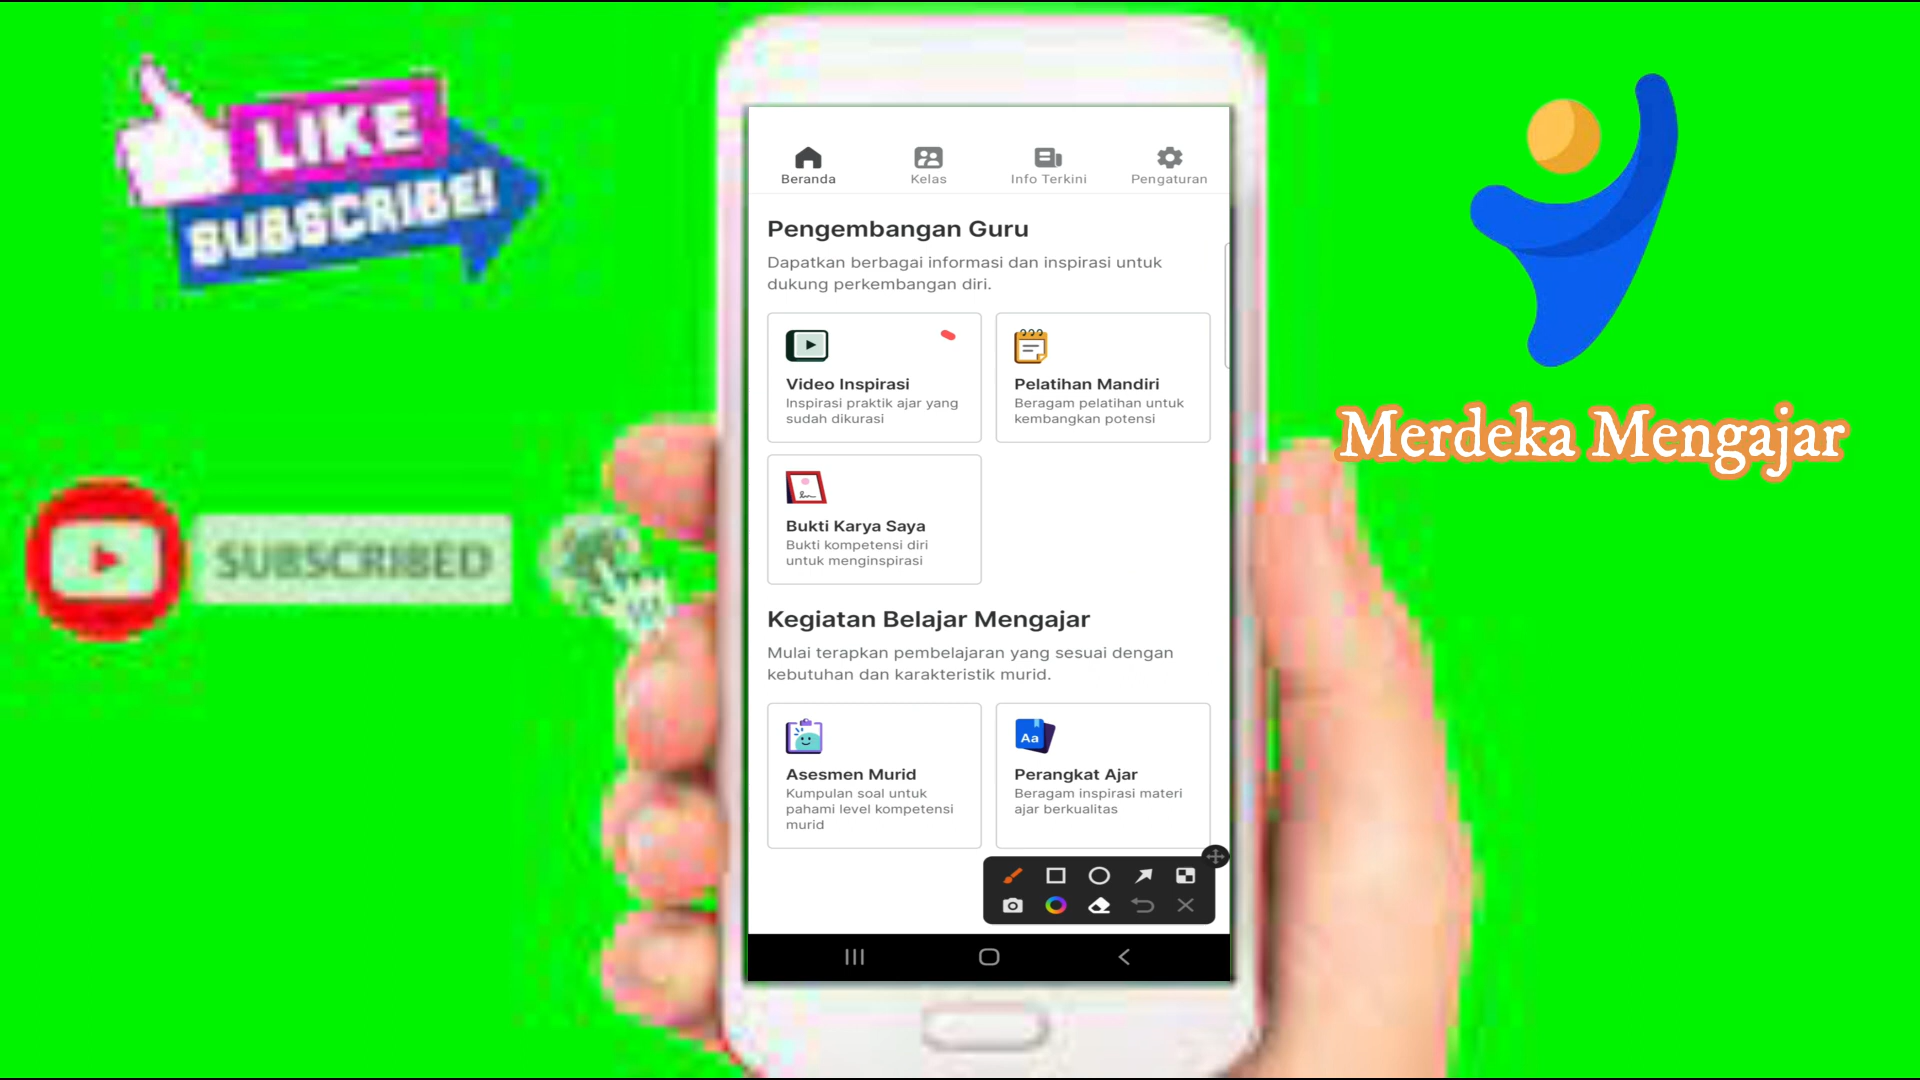 LIKE
SUBSCRIBE!
SUBSCRIBED
Beranda
Kelas
Info Terkini
Pengaturan
Pengembangan Guru
Dapatkan berbagai informasi dan inspirasi untuk
dukung perkembangan diri.
Video Inspirasi
Inspirasi praktik ajar yang
sudah dikurasi
Pelatihan Mandiri
Beragam pelatihan untuk
kembangkan potensi
Bukti Karya Saya
Bukti kompetensi diri
untuk menginspirasi
Kegiatan Belajar Mengajar
Mulai terapkan pembelajaran yang sesuai dengan
kebutuhan dan karakteristik murid.
Asesmen Murid
Kumpulan soal untuk
pahami level kompetensi
murid
Aa
Perangkat Ajar
Beragam inspirasi materi
ajar berkualitas
Merdeka Mengajar